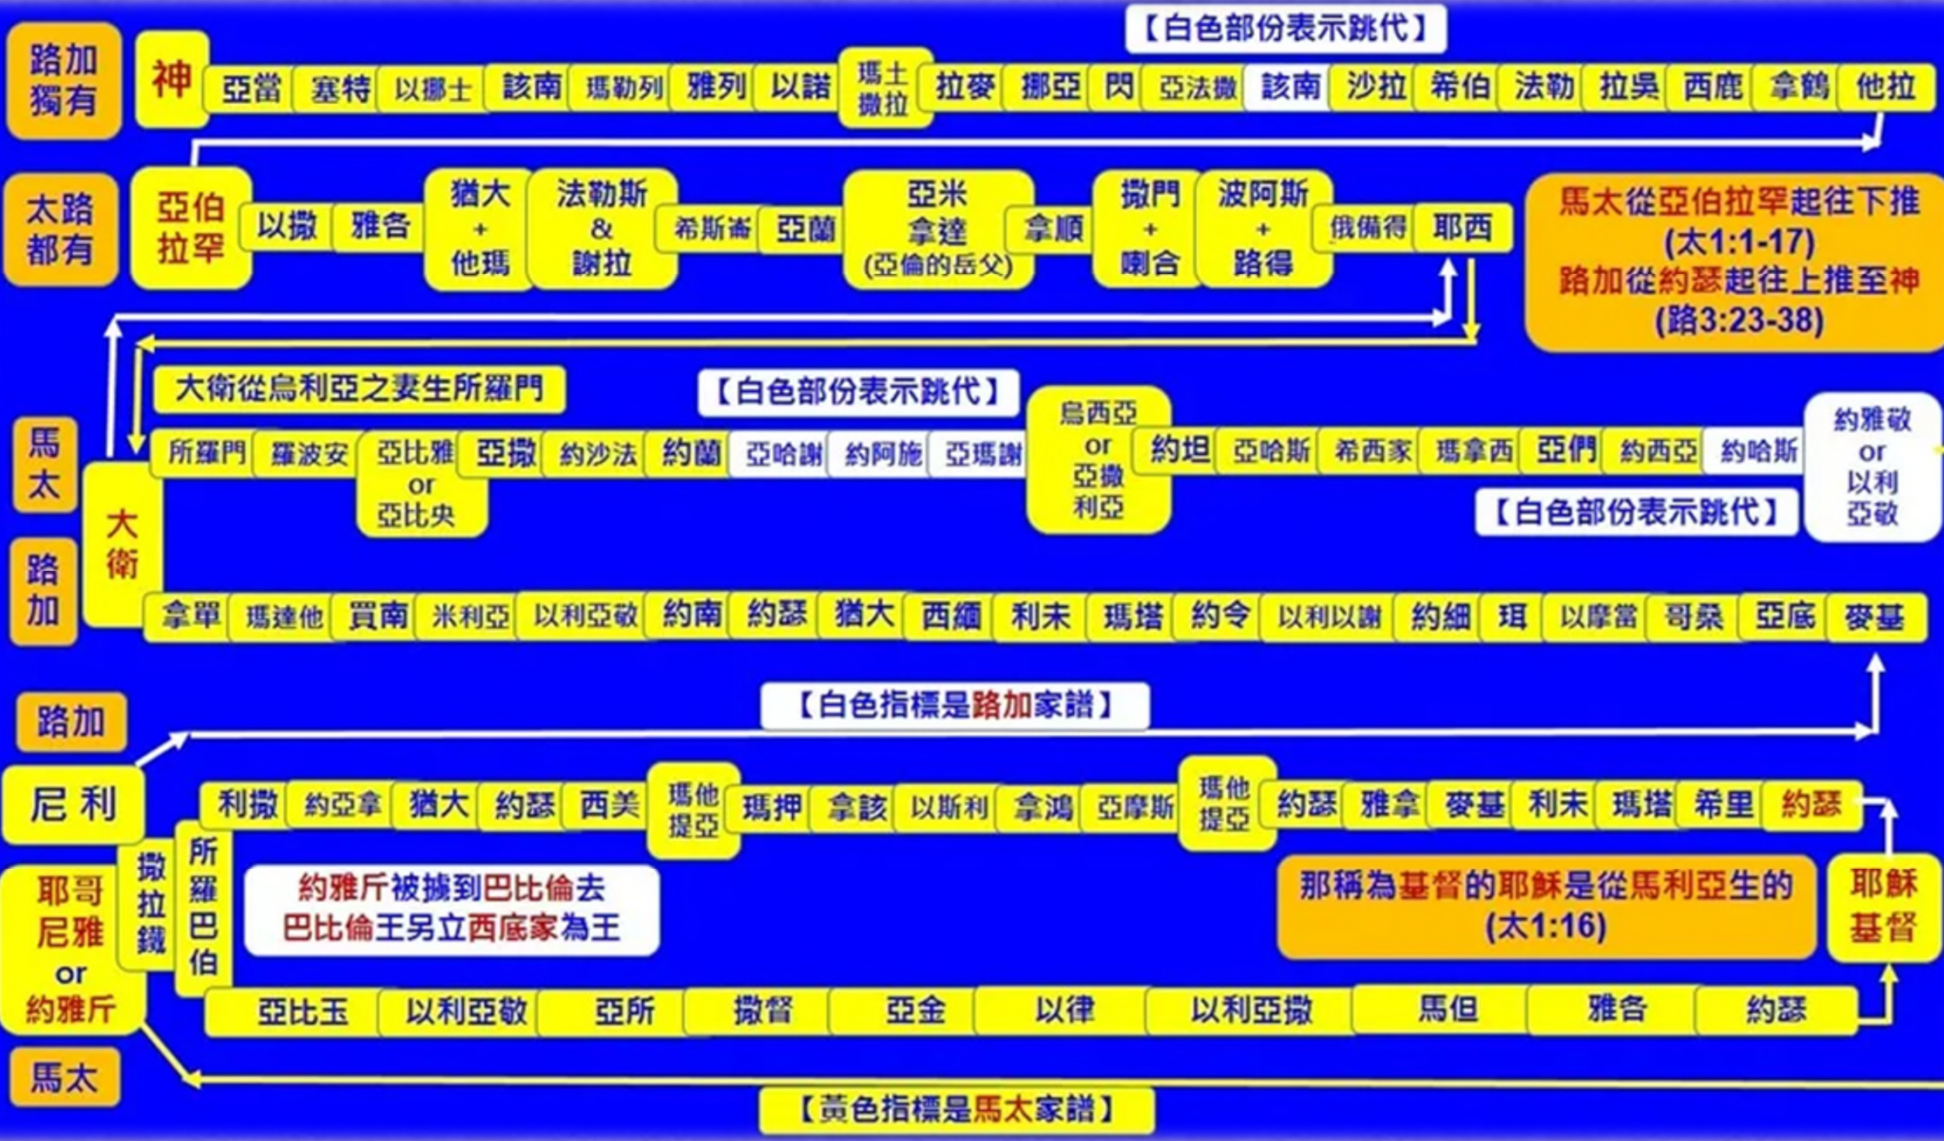 【白色部份表示跳代】
路加
獨有
神 亞當 塞特 以挪士 該南 瑪勒列 雅列 以諾 瑪土撒拉 拉麥 挪亞 閃 亞法撒 該南 沙拉 希伯 法勒 拉吳 西鹿 拿鶴 他拉
太路
都有
亞伯拉罕 以撒 雅各 猶大+他瑪 法勒斯&謝拉 希斯崙 亞蘭 亞米拿達(亞倫的岳父) 拿順 撒門+喇合 波阿斯+路得 俄備得 耶西
馬太從亞伯拉罕起往下推
(太1:1-17)
路加從約瑟起往上推至神
(路3:23-38)
大衛從烏利亞之妻生所羅門
【白色部份表示跳代】
馬太
所羅門 羅波安 亞比雅or亞比央 亞撒 約沙法 約蘭 亞哈謝 約阿施 亞瑪謝 烏西亞or亞撒利亞 約坦 亞哈斯 希西家 瑪拿西 亞們 約西亞 約哈斯 約雅敬or以利亞敬
【白色部份表示跳代】
大衛
路加
拿單 瑪達他 買南 米利亞 以利亞敬 約南 約瑟 猶大 西緬 利未 瑪塔 約令 以利以謝 約細 珥 以摩當 哥桑 亞底 麥基
【白色指標是路加家譜】
路加
尼利
撒拉鐵
所羅巴伯
利撒 約亞拿 猶大 約瑟 西美 瑪他提亞 瑪押 拿該 以斯利 拿鴻 亞摩斯 瑪他提亞 約瑟 雅拿 麥基 利未 瑪塔 希里 約瑟
耶哥
尼雅
or
約雅斤
約雅斤被擄到巴比倫去
巴比倫王另立西底家為王
那稱為基督的耶穌是從馬利亞生的
(太1:16)
耶穌
基督
亞比玉 以利亞敬 亞所 撒督 亞金 以律 以利亞撒 馬但 雅各 約瑟
馬太
【黃色指標是馬太家譜】